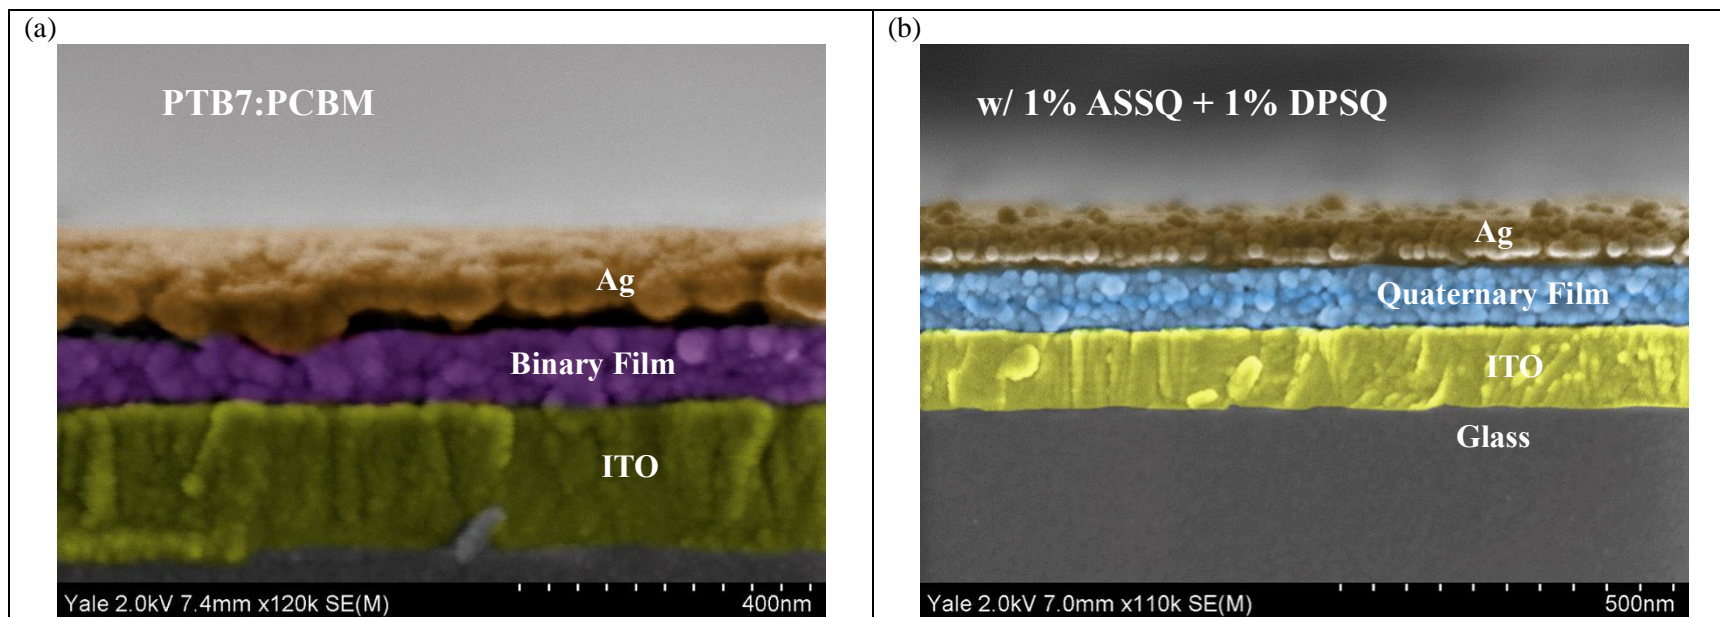 (a)
PTB7:PCBM
Ag
Binary Film
ITO
Yale 2.0kV 7.4mm x120k SE(M)
400nm
(b)
w/ 1% ASSQ + 1% DPSQ
Ag
Quaternary Film
ITO
Glass
Yale 2.0kV 7.0mm x110k SE(M)
500nm